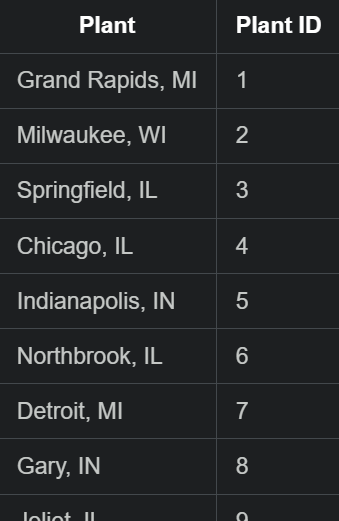 Plant Plant ID
Grand Rapids, MI 1
Milwaukee, WI 2
Springfield, IL 3
Chicago, IL 4
Indianapolis, IN 5
Northbrook, IL 6
Detroit, MI 7
Gary, IN 8
Joliet, IL 9